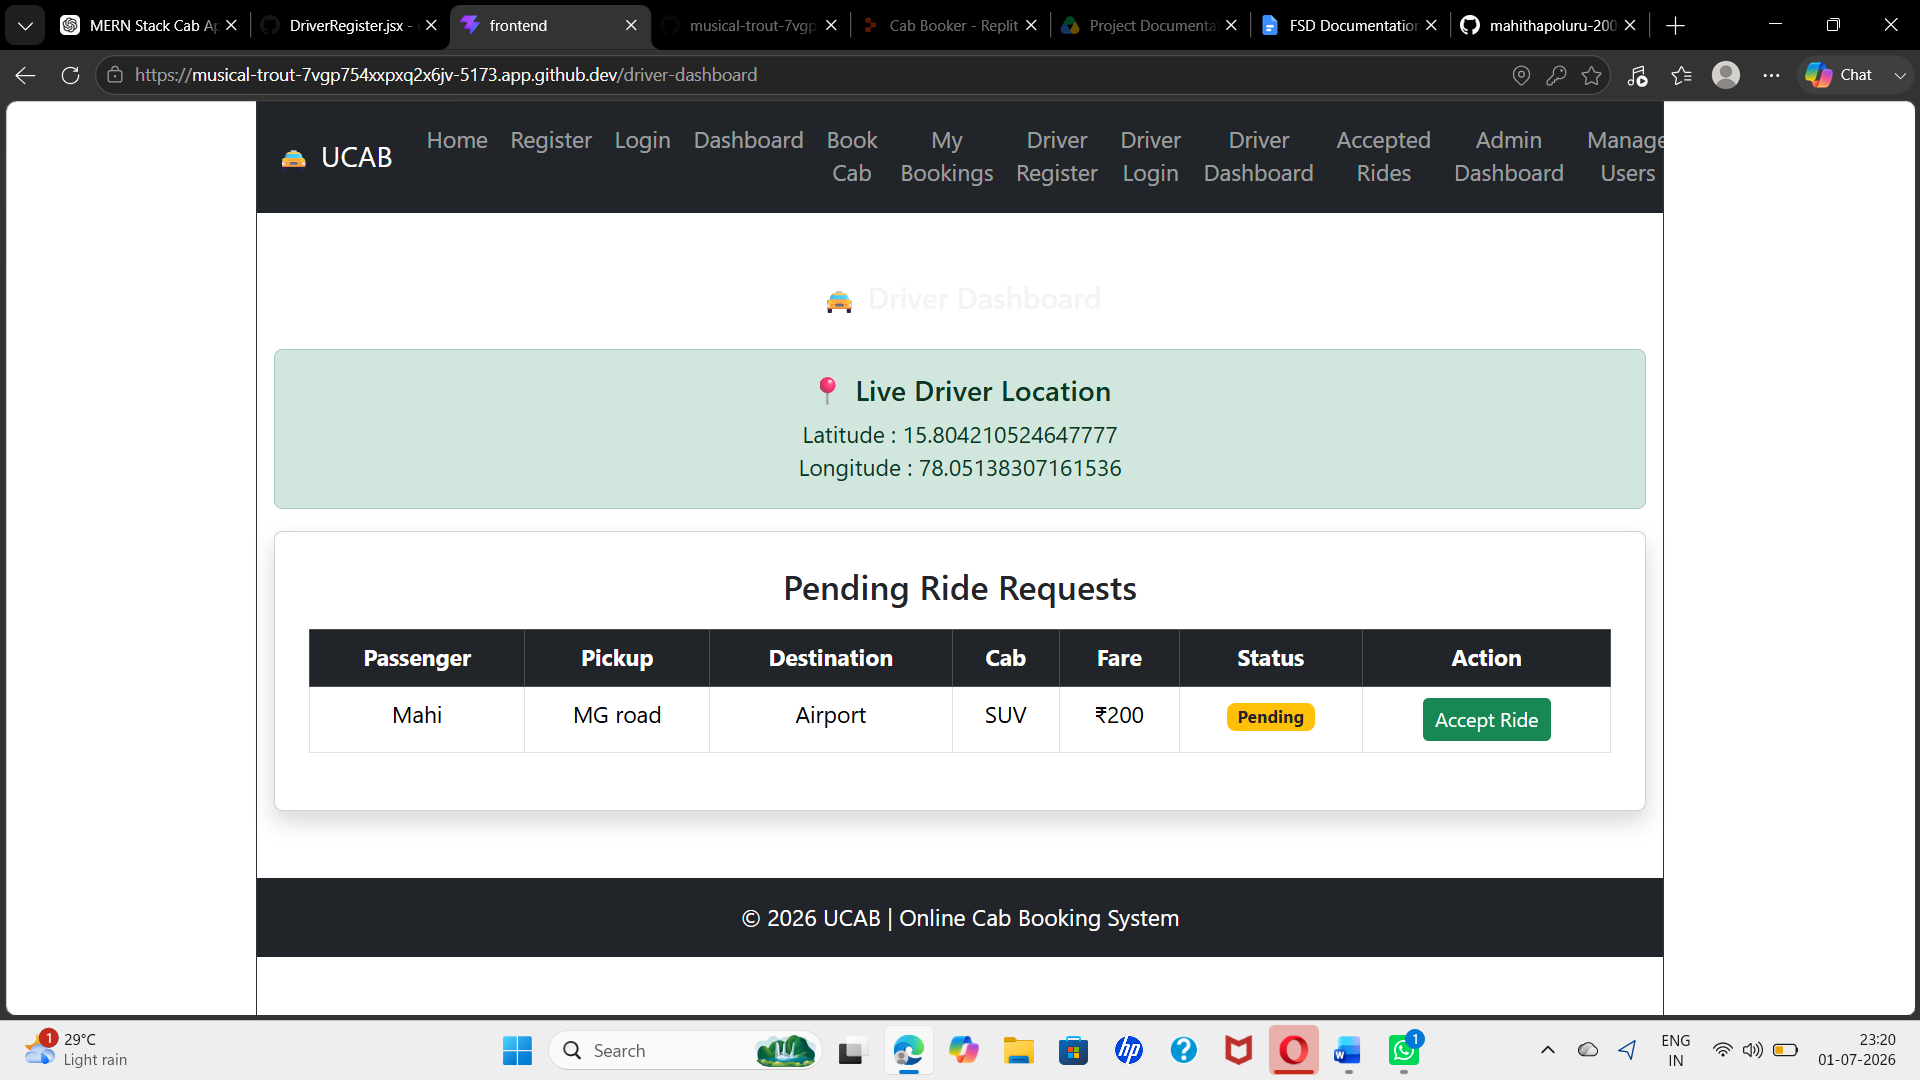 MERN Stack Cab Ap
DriverRegister.jsx -
frontend
musical-trout-7vgp
Cab Booker - Replit
Project Documenta
FSD Documentation
mahithapoluru-200
https://musical-trout-7vgp754xxpxq2x6jv-5173.app.github.dev/driver-dashboard
Chat
UCAB
Home
Register
Login
Dashboard
Book
Cab
My
Bookings
Driver
Register
Driver
Login
Driver
Dashboard
Accepted
Rides
Admin
Dashboard
Manage
Users
Driver Dashboard
Live Driver Location
Latitude : 15.804210524647777
Longitude : 78.05138307161536
Pending Ride Requests
Passenger Pickup Destination Cab Fare Status Action
Mahi MG road Airport SUV ₹200 Pending Accept Ride
© 2026 UCAB | Online Cab Booking System
1
29°C
Light rain
Search
hp
1
ENG
IN
23:20
01-07-2026